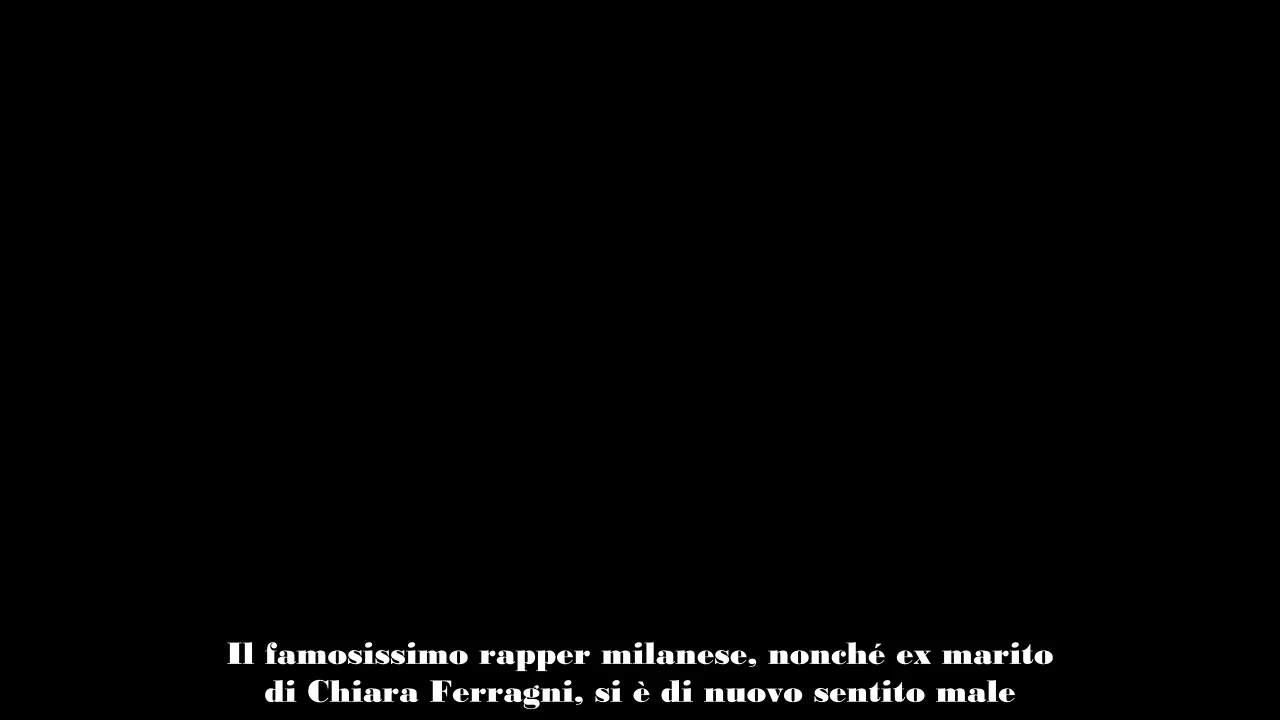 Il famosissimo rapper milanese, nonché ex marito
di Chiara Ferragni, si è di nuovo sentito male